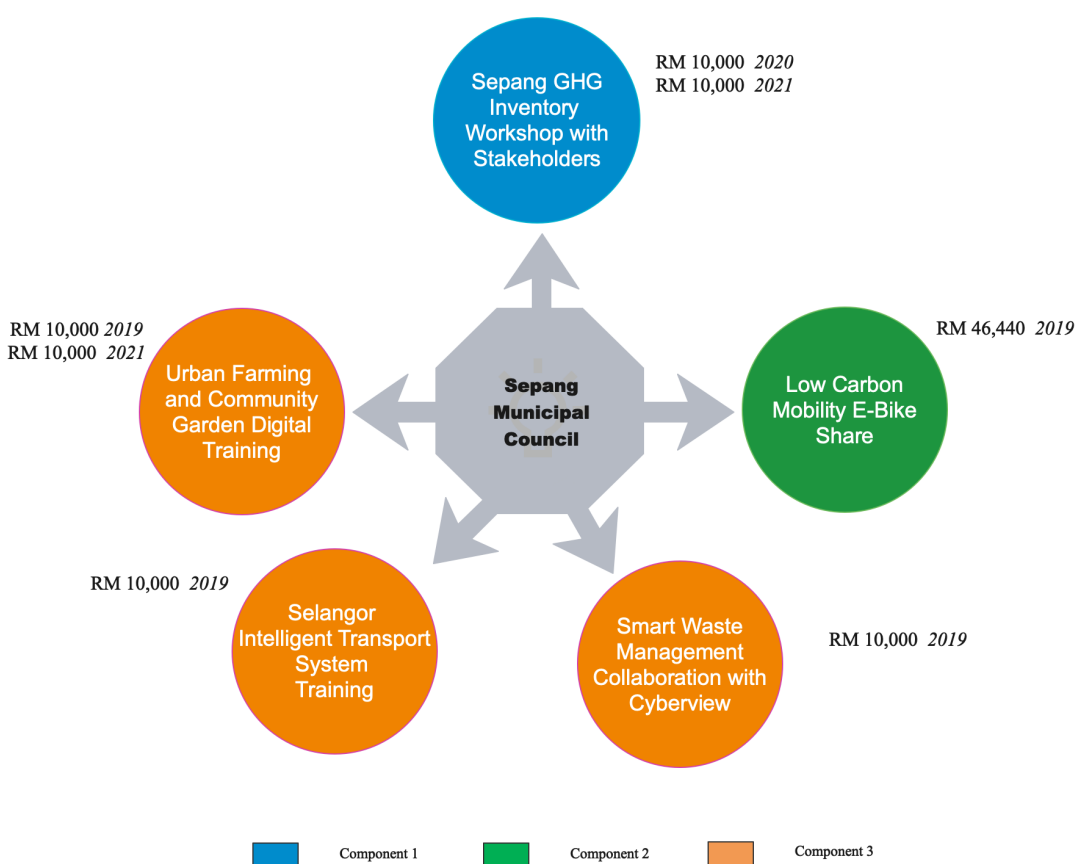 Sepang GHG
Inventory
Workshop with
Stakeholders
RM 10,000 2020
RM 10,000 2021
RM 10,000 2019
RM 10,000 2021
Urban Farming
and Community
Garden Digital
Training
Sepang
Municipal
Council
Low Carbon
Mobility E-Bike
Share
RM 46,440 2019
RM 10,000 2019
Selangor
Intelligent Transport
System
Training
Smart Waste
Management
Collaboration with
Cyberview
RM 10,000 2019
Component 1
Component 2
Component 3